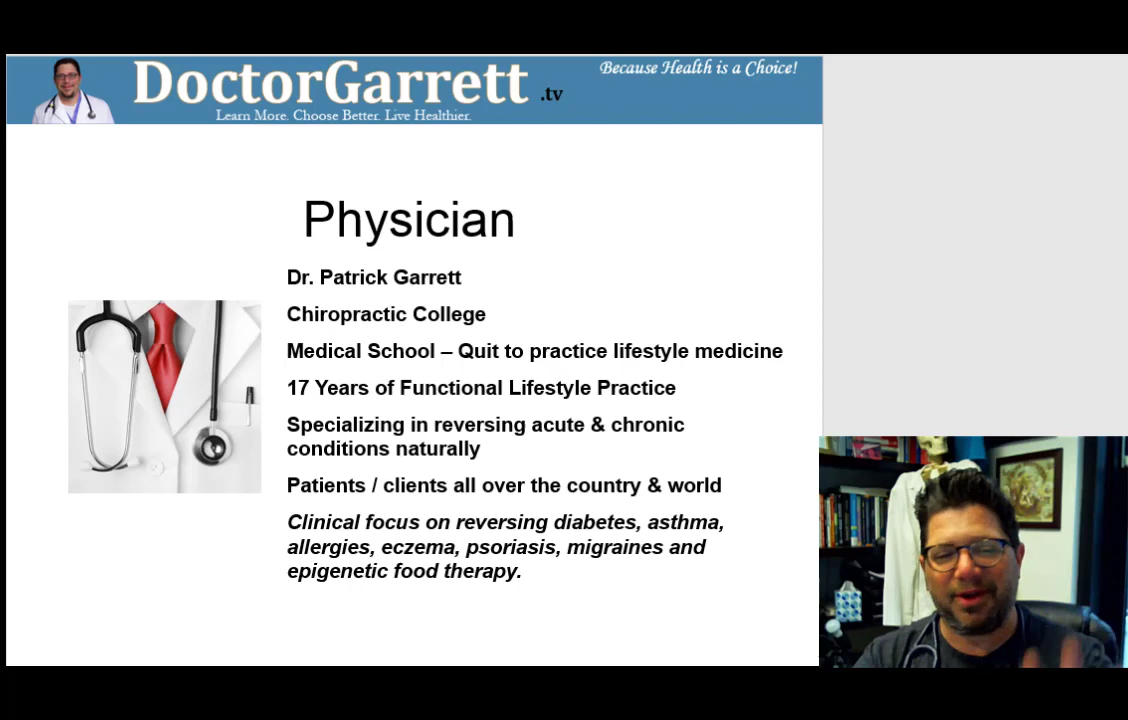 DoctorGarrett .tv
Because Health is a Choice!
Learn More. Choose Better. Live Healthier.
Physician
Dr. Patrick Garrett
Chiropractic College
Medical School – Quit to practice lifestyle medicine
17 Years of Functional Lifestyle Practice
Specializing in reversing acute & chronic
conditions naturally
Patients / clients all over the country & world
Clinical focus on reversing diabetes, asthma,
allergies, eczema, psoriasis, migraines and
epigenetic food therapy.